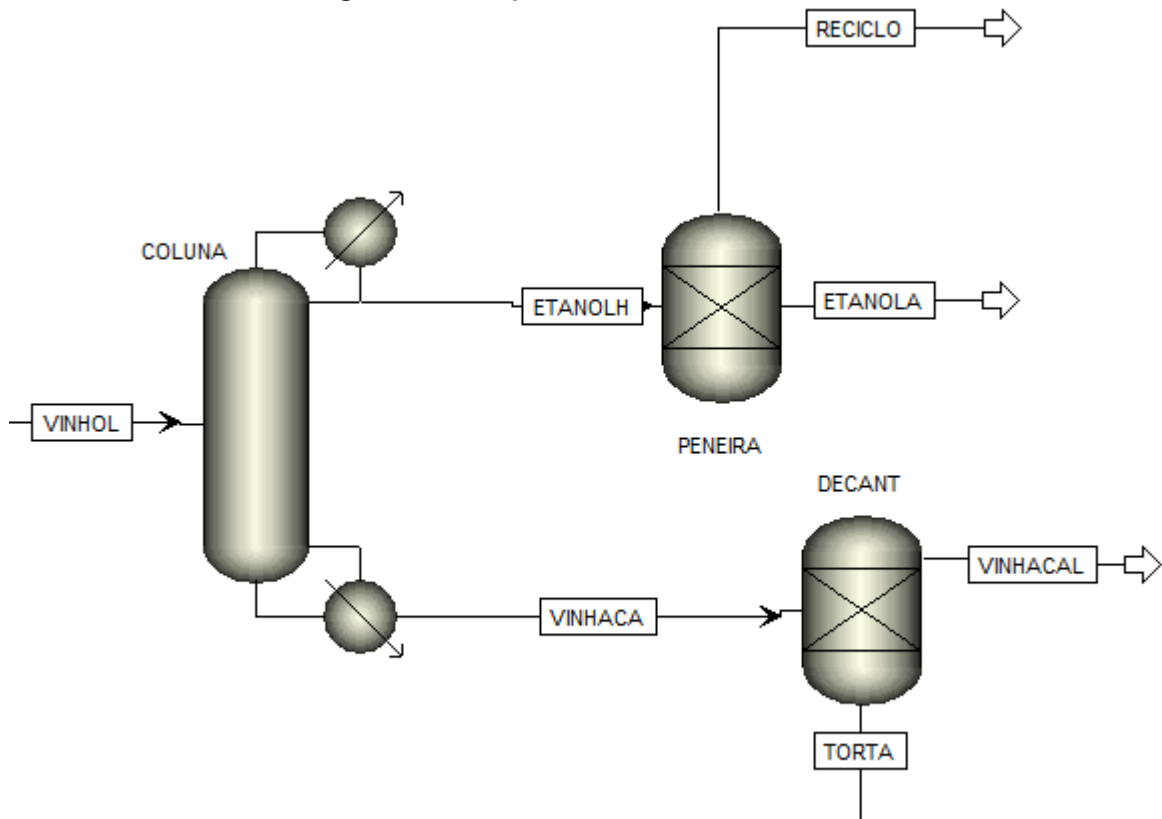 RECICLO
COLUNA
ETANOLH
ETANOLA
VINHOL
PENEIRA
DECANT
VINHACAL
VINHACA
TORTA